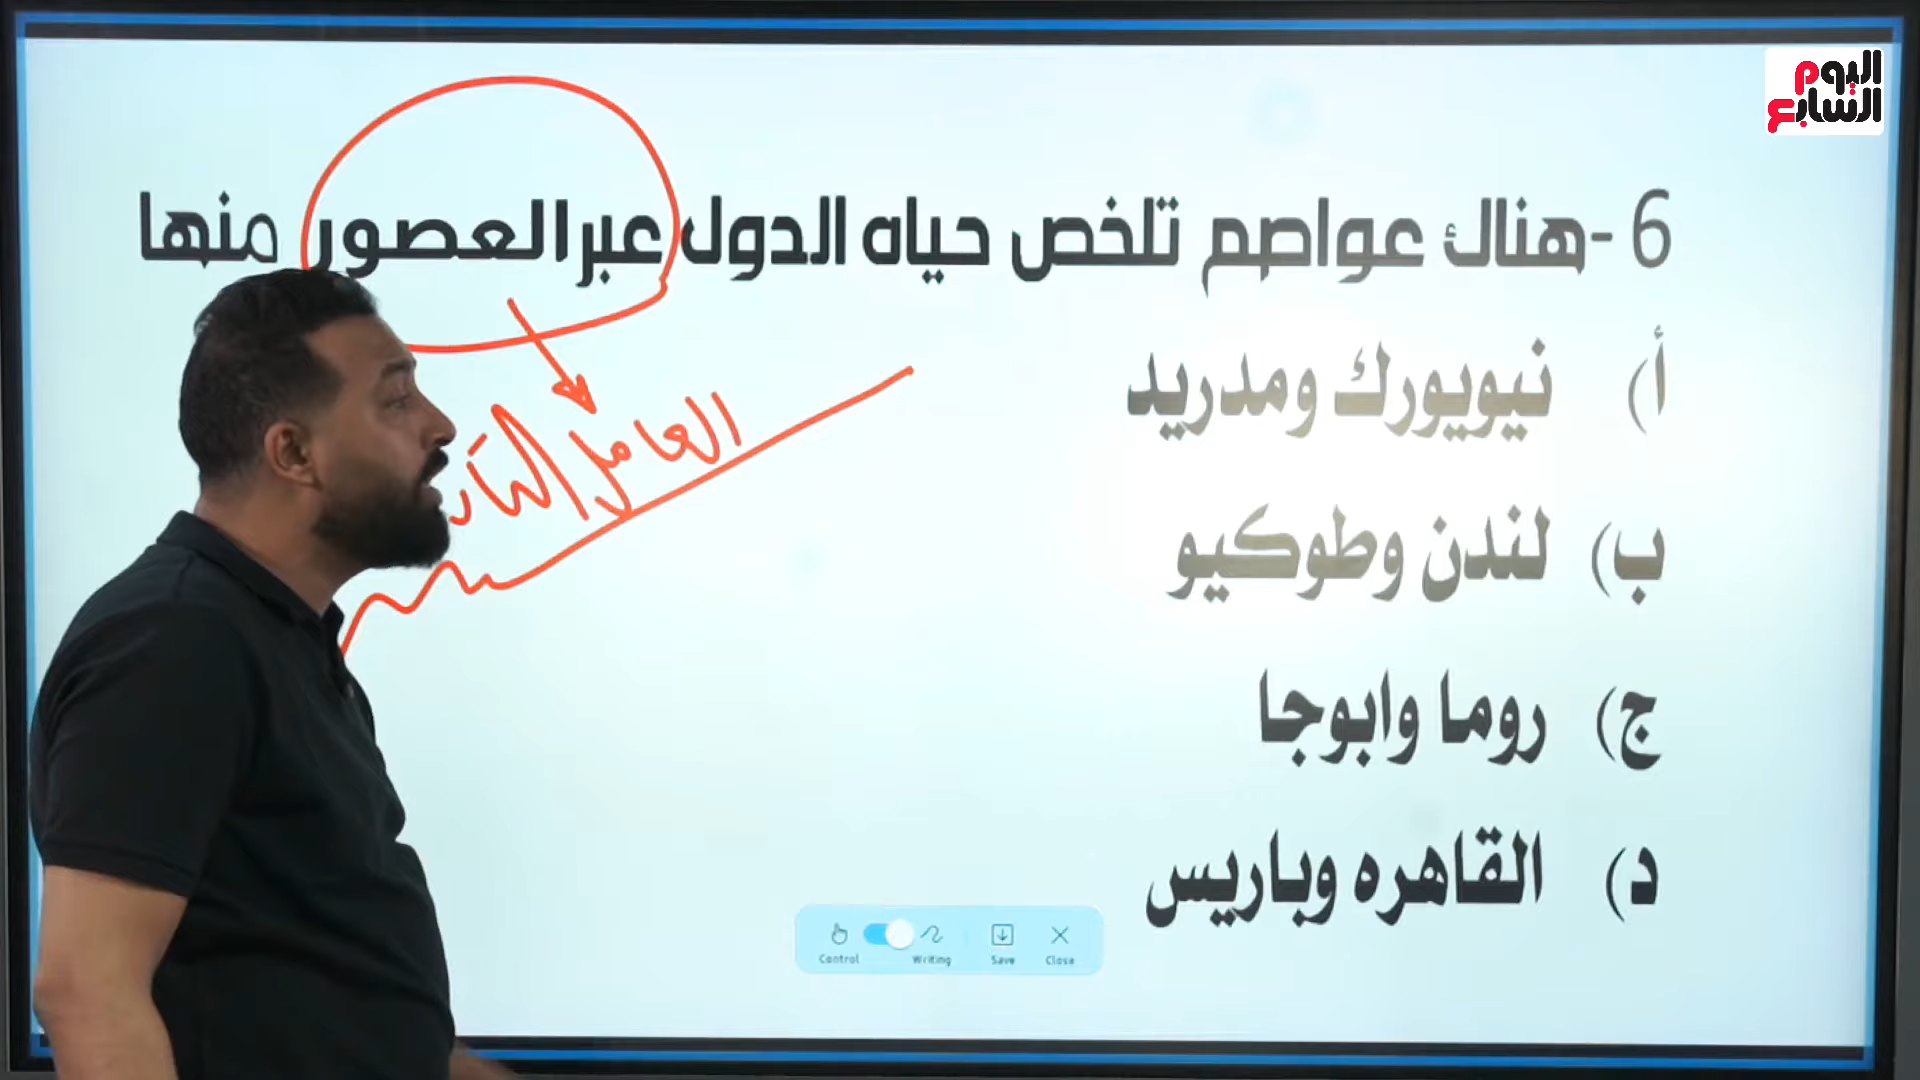 اليوم
السابع
6 -هناك عواصم تلخص حياه الدول عبر العصور منها
أ) نيويورك ومدريد
ب) لندن وطوكيو
ج) روما وابوجا
د) القاهره وباريس
العامل
Control Writing Save Close